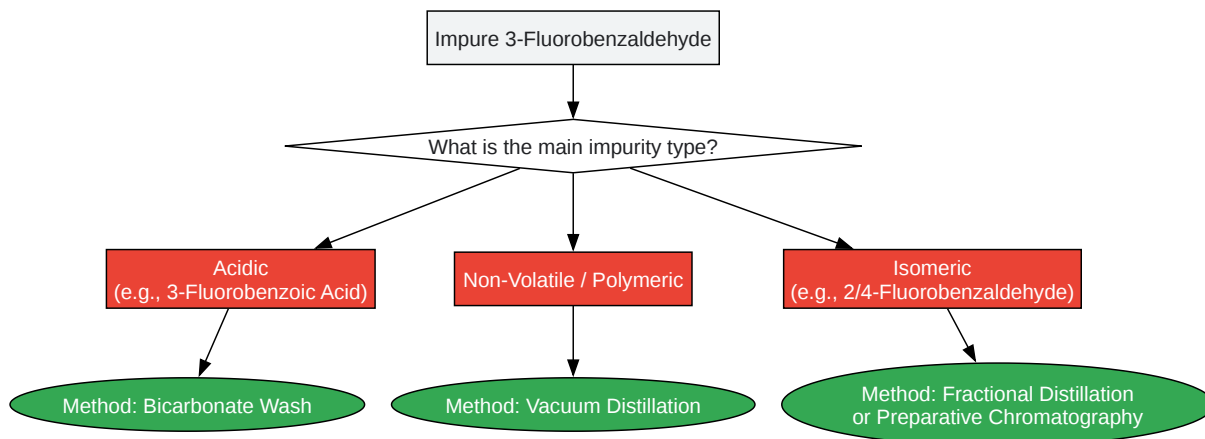 Impure 3-Fluorobenzaldehyde
What is the main impurity type?
Acidic
(e.g., 3-Fluorobenzoic Acid)
Non-Volatile / Polymeric
Isomeric
(e.g., 2/4-Fluorobenzaldehyde)
Method: Bicarbonate Wash
Method: Vacuum Distillation
Method: Fractional Distillation
or Preparative Chromatography